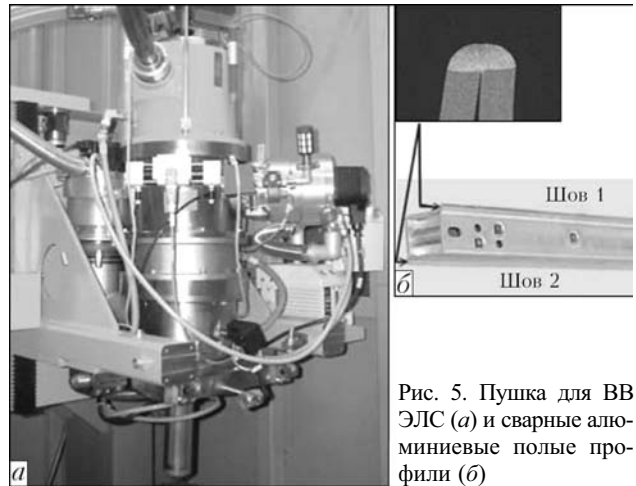 а
Шов 1
б
Шов 2
Рис. 5. Пушка для ВВ
ЭЛС (а) и сварные алю-
миниевые полые про-
фили (б)